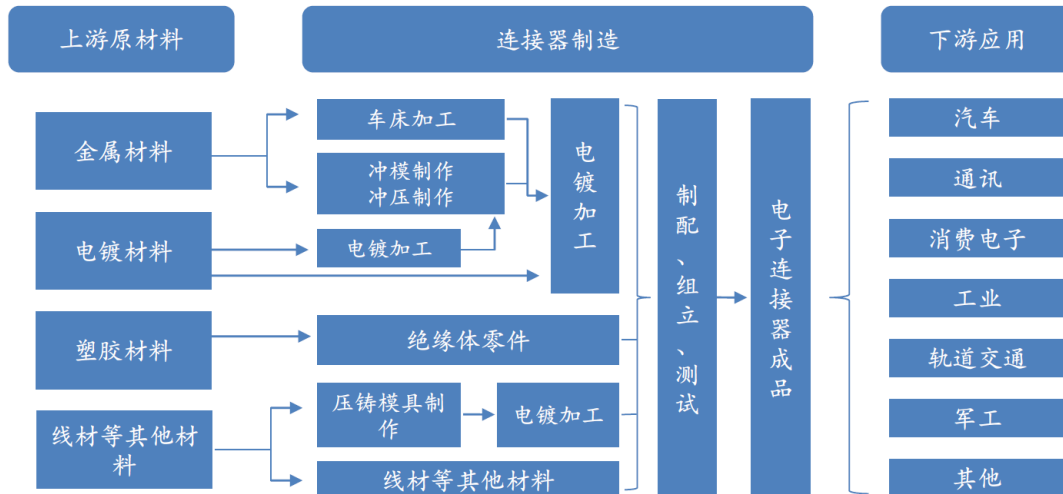 上游原材料
连接器制造
下游应用
金属材料
电镀材料
塑胶材料
线材等其他材
料
车床加工
冲模制作
冲压制作
电镀加工
电镀加工
绝缘体零件
压铸模具制
作
电镀加工
线材等其他材料
制配、组立、测试
电子连接器成品
汽车
通讯
消费电子
工业
轨道交通
军工
其他